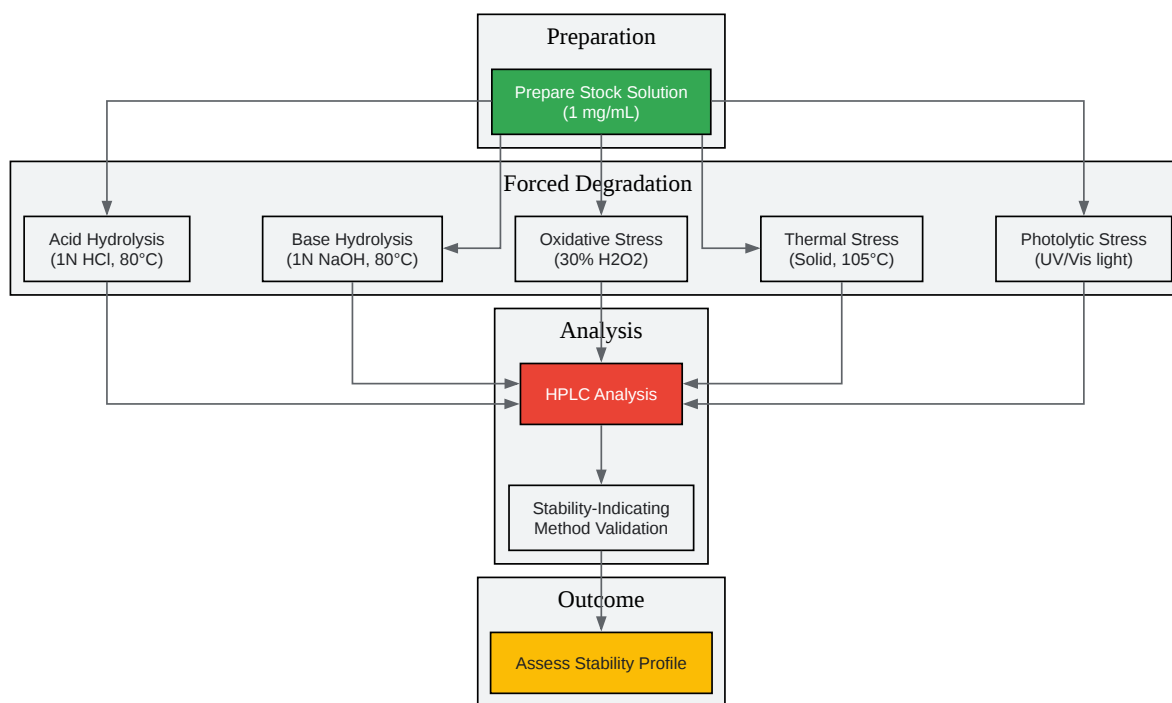 Preparation
Prepare Stock Solution
(1 mg/mL)
Forced Degradation
Acid Hydrolysis
(1N HCl, 80°C)
Base Hydrolysis
(1N NaOH, 80°C)
Oxidative Stress
(30% H2O2)
Thermal Stress
(Solid, 105°C)
Photolytic Stress
(UV/Vis light)
Analysis
HPLC Analysis
Stability-Indicating
Method Validation
Outcome
Assess Stability Profile